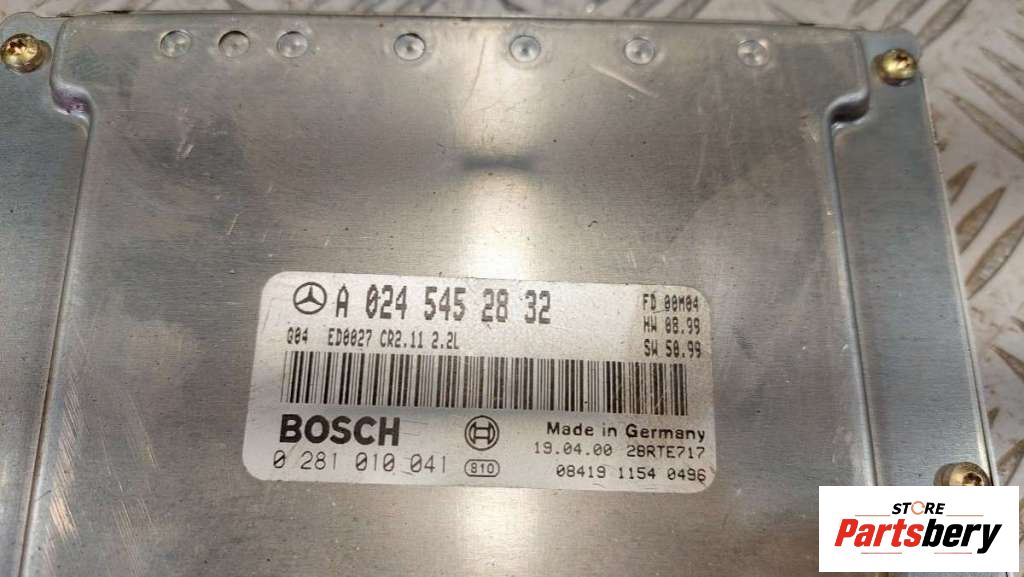 A 024 545 28 32
FD 00M04
HW 08.99
SW 50.99
Q04 ED0027 CR2.11 2.2L
BOSCH
Made in Germany
0 281 010 041
810
19.04.00 28RTE717
08419 1154 0496
STORE
Partsbery